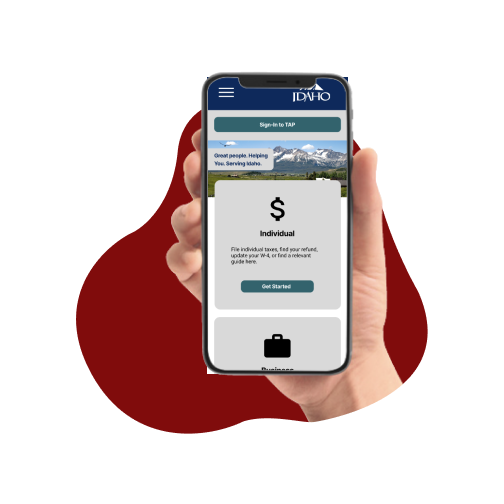 IDAHO
Sign-in to TAP
Great people. Helping
You. Serving Idaho.
$
Individual
File individual taxes, find your refund,
update your W-4, or find a relevant
guide here.
Get Started
Business